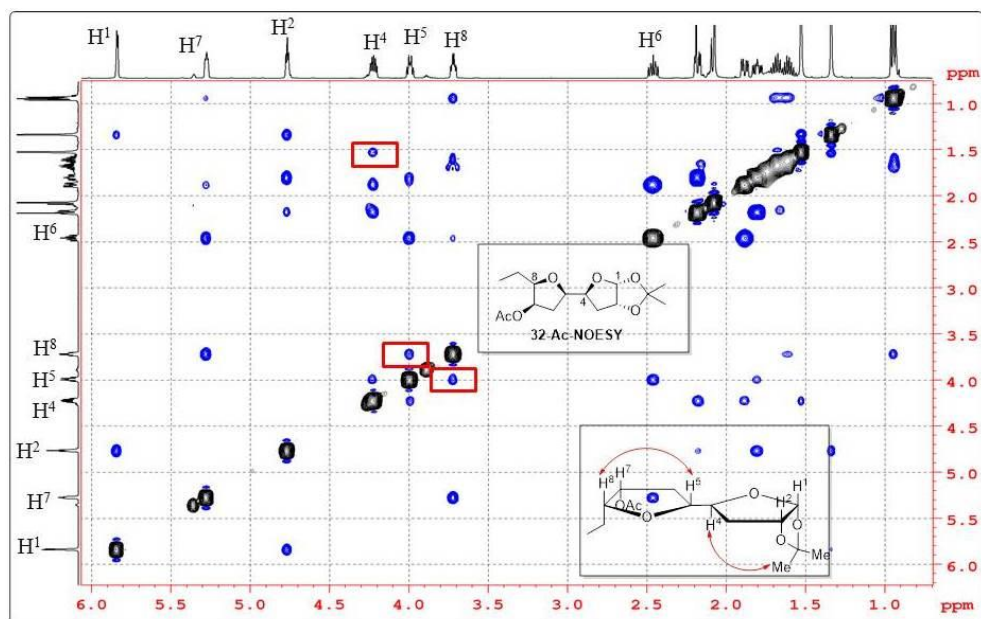 H¹ H⁷ H² H⁴ H⁵ H⁸ H⁶
ppm
1.0
1.5
2.0
H⁶
2.5
3.0
H⁸
3.5
H⁵
4.0
H⁴
4.5
H²
5.0
H⁷
5.5
H¹
6.0
8
O
O
1
O
4
O
AcO
32-Ac-NOESY
H⁸
H⁷
H⁵
H¹
H²
H⁴
OAc
O
O
O
O
Me
Me
6.0 5.5 5.0 4.5 4.0 3.5 3.0 2.5 2.0 1.5 1.0 ppm